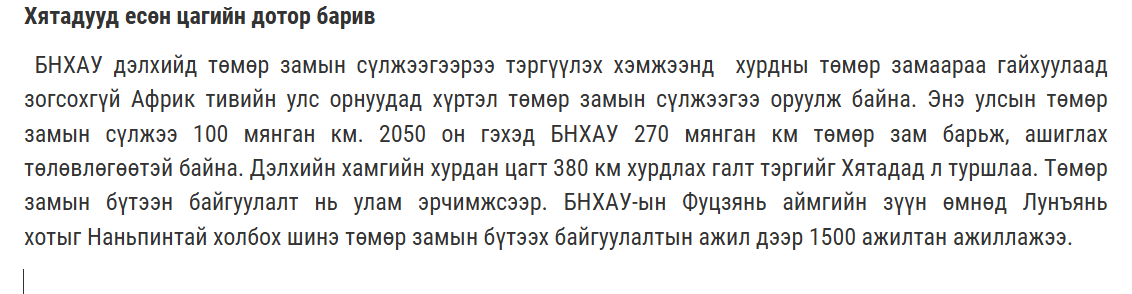 Хятадууд есөн цагийн дотор барив
БНХАУ дэлхийд төмөр замын сүлжээгээрээ тэргүүлэх хэмжээнд хурдны төмөр замаараа гайхуулаад
зогсохгүй Африк тивийн улс орнуудад хүртэл төмөр замын сүлжээгээ оруулж байна. Энэ улсын төмөр
замын сүлжээ 100 мянган км. 2050 он гэхэд БНХАУ 270 мянган км төмөр зам барьж, ашиглах
төлөвлөгөөтэй байна. Дэлхийн хамгийн хурдан цагт 380 км хурдлах галт тэргийг Хятадад л туршлаа. Төмөр
замын бүтээн байгуулалт нь улам эрчимжсээр. БНХАУ-ын Фуцзянь аймгийн зүүн өмнөд Лунъянь
хотыг Наньпинтай холбох шинэ төмөр замын бүтээх байгуулалтын ажил дээр 1500 ажилтан ажиллажээ.